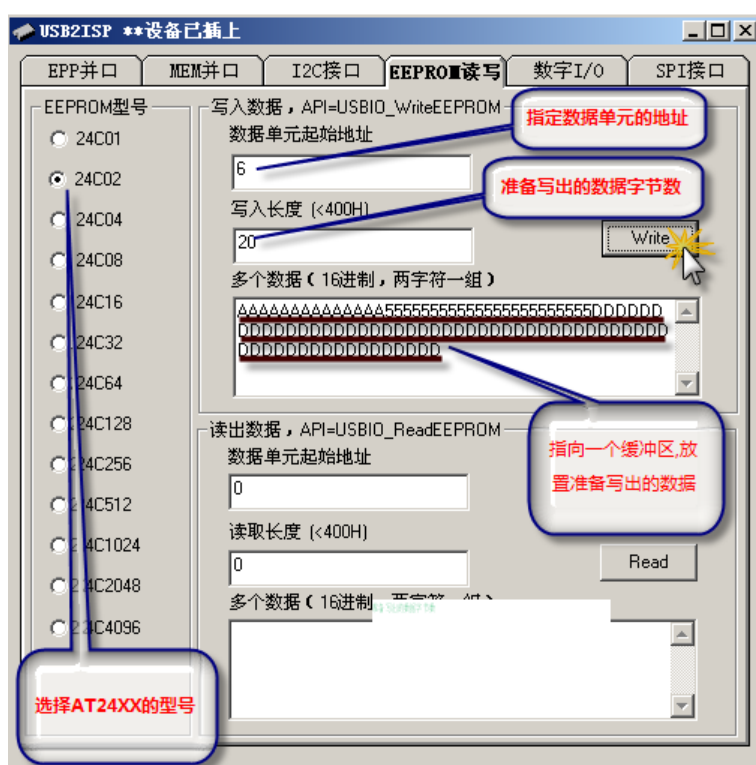 USB2ISP **设备已插上
EPP并口 MEM并口 I2C接口 EEPROM读写 数字I/O SPI接口
EEPROM型号
24C01
24C02
24C04
24C08
24C16
24C32
24C64
24C128
24C256
24C512
24C1024
24C2048
24C4096
选择AT24XX的型号
写入数据，API=USBIO_WriteEEPROM
指定数据单元的地址
数据单元起始地址
6
准备写出的数据字节数
写入长度 (<400H)
20
Write
多个数据（16进制，两字符一组）
指向一个缓冲区,放
置准备写出的数据
读出数据，API=USBIO_ReadEEPROM
数据单元起始地址
0
读取长度 (<400H)
0
Read
多个数据（16进制